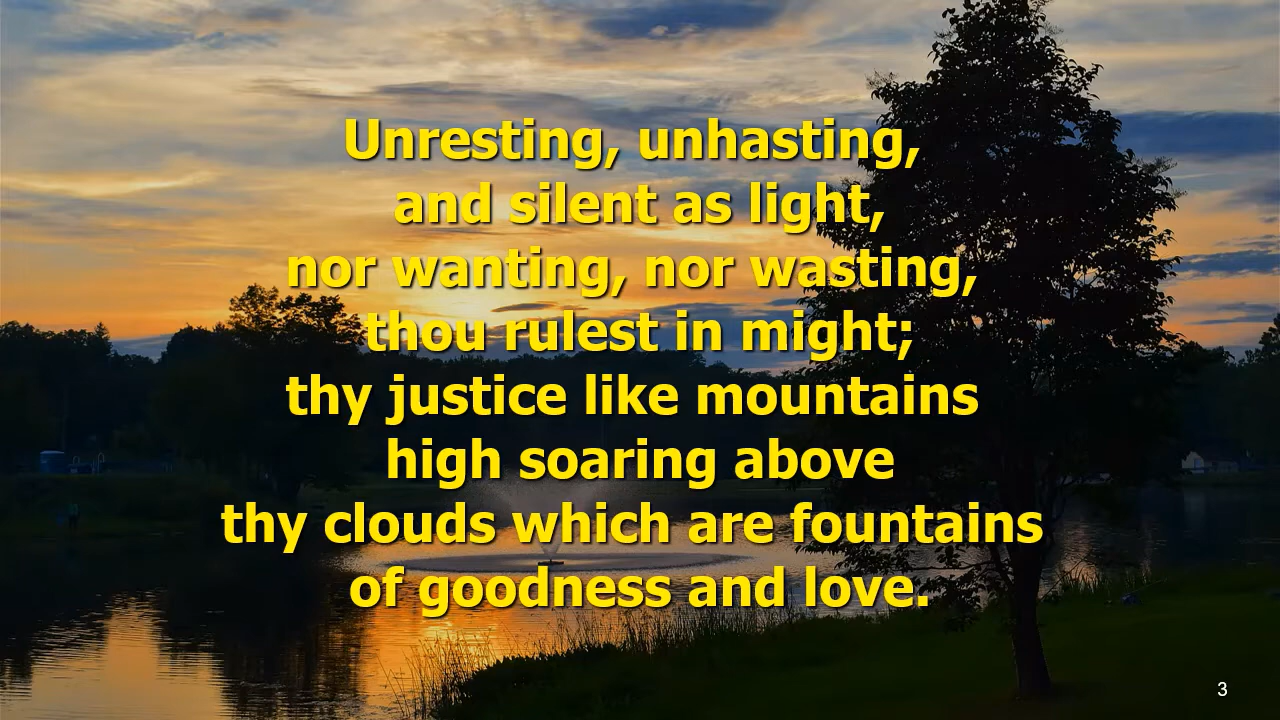 Unresting, unhasting,
and silent as light,
nor wanting, nor wasting,
thou rulest in might;
thy justice like mountains
high soaring above
thy clouds which are fountains
of goodness and love.
3